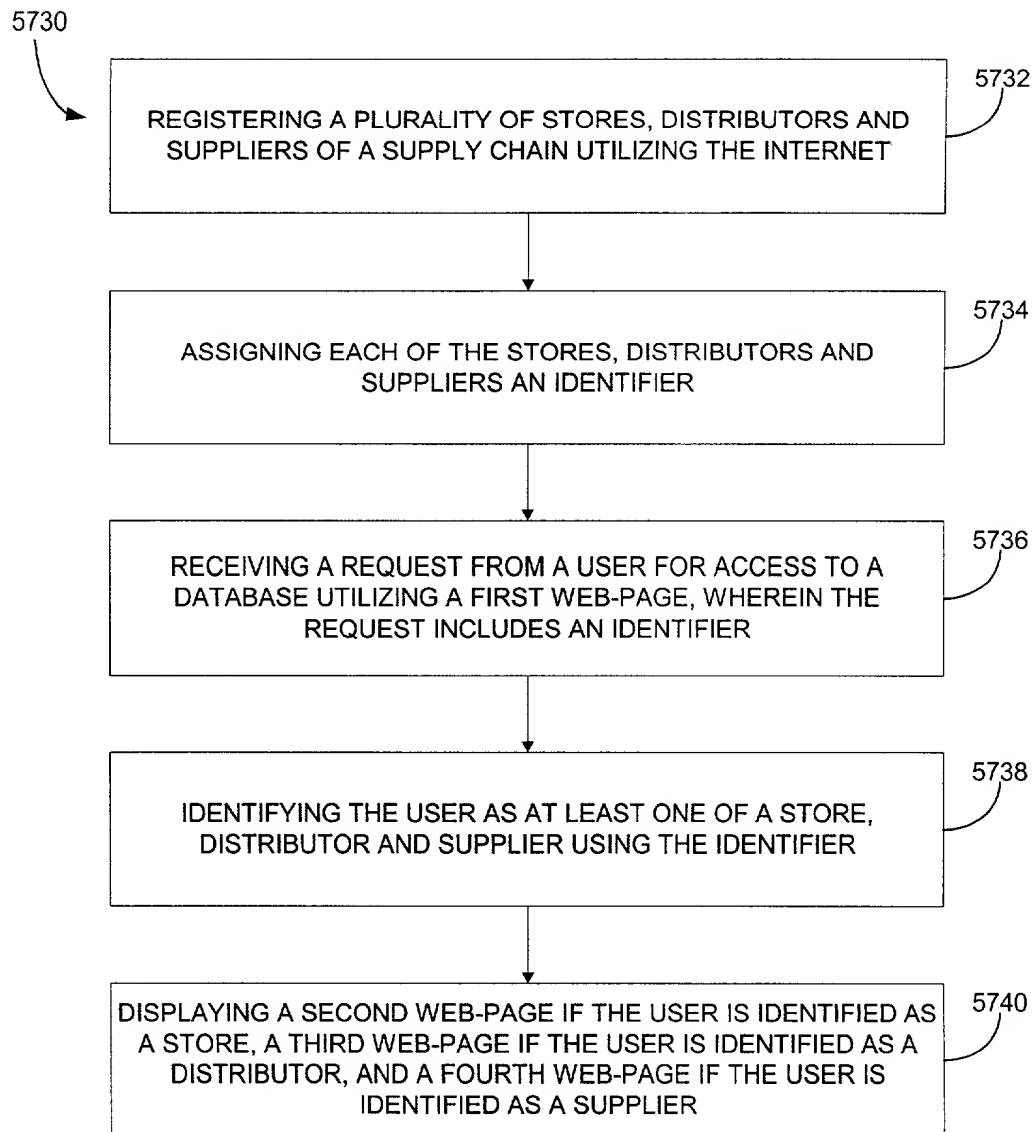 5730
5732
REGISTERING A PLURALITY OF STORES, DISTRIBUTORS AND
SUPPLIERS OF A SUPPLY CHAIN UTILIZING THE INTERNET
5734
ASSIGNING EACH OF THE STORES, DISTRIBUTORS AND
SUPPLIERS AN IDENTIFIER
5736
RECEIVING A REQUEST FROM A USER FOR ACCESS TO A
DATABASE UTILIZING A FIRST WEB-PAGE, WHEREIN THE
REQUEST INCLUDES AN IDENTIFIER
5738
IDENTIFYING THE USER AS AT LEAST ONE OF A STORE,
DISTRIBUTOR AND SUPPLIER USING THE IDENTIFIER
5740
DISPLAYING A SECOND WEB-PAGE IF THE USER IS IDENTIFIED AS
A STORE, A THIRD WEB-PAGE IF THE USER IS IDENTIFIED AS A
DISTRIBUTOR, AND A FOURTH WEB-PAGE IF THE USER IS
IDENTIFIED AS A SUPPLIER